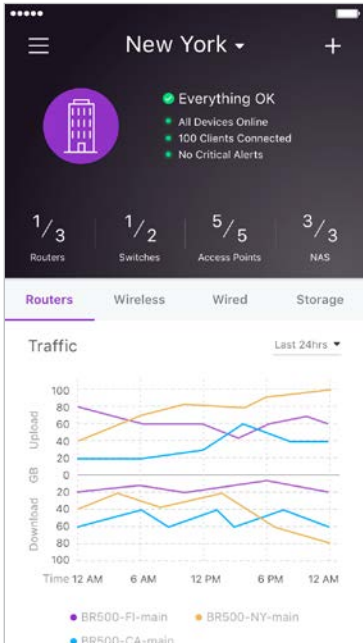 New York
Everything OK
All Devices Online
100 Clients Connected
No Critical Alerts
1/3 1/2 5/5 3/3
Routers Switches Access Points NAS
Routers Wireless Wired Storage
Traffic Last 24hrs
Upload
GB
Download
100
80
60
40
20
0
20
40
60
80
100
Time 12 AM 6 AM 12 PM 6 PM 12 AM
BR500-FI-main BR500-NY-main
BR500-CA-main